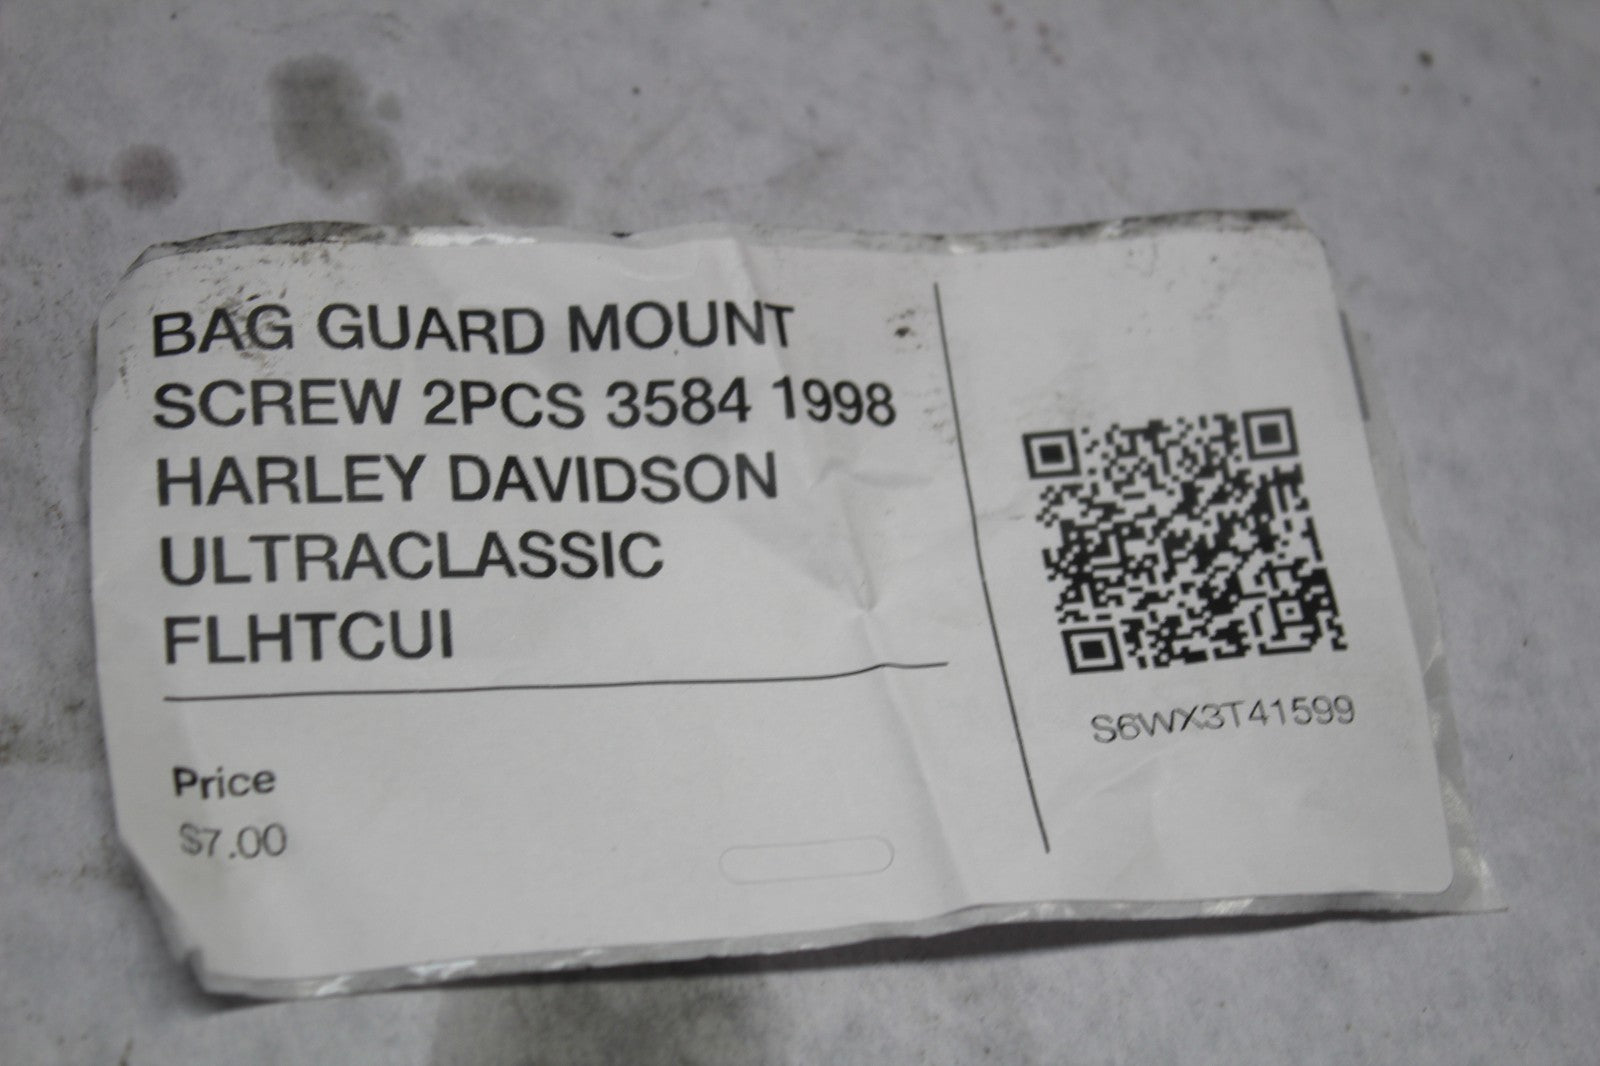 BAG GUARD MOUNT
SCREW 2PCS 3584 1998
HARLEY DAVIDSON
ULTRACLASSIC
FLHTCUI
Price
$7.00
S6WX3T41599